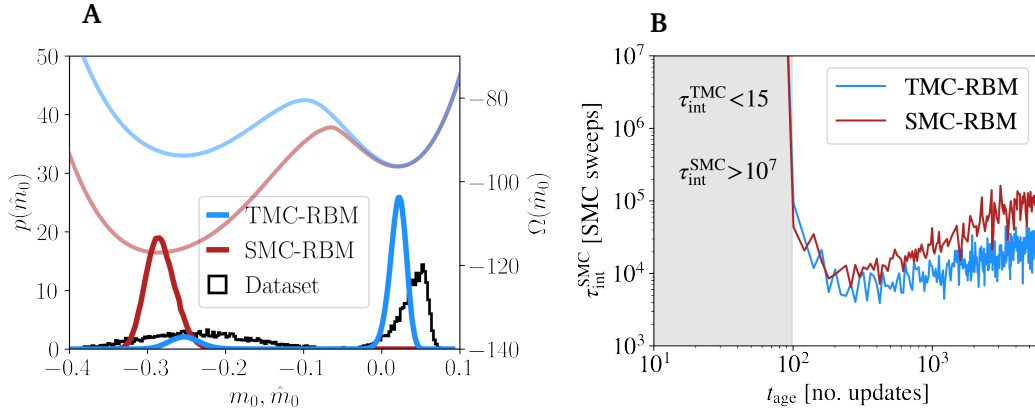 A
B
50
40
30
20
10
0
p(m̂₀)
−80
−100
−120
−140
Ω(m̂₀)
TMC-RBM
SMC-RBM
Dataset
−0.4 −0.3 −0.2 −0.1 0.0 0.1
m₀, m̂₀
10⁷
10⁶
10⁵
10⁴
10³
τ_int^SMC [SMC sweeps]
τ_int^TMC <15
τ_int^SMC >10⁷
TMC-RBM
SMC-RBM
10¹ 10² 10³
t_age [no. updates]